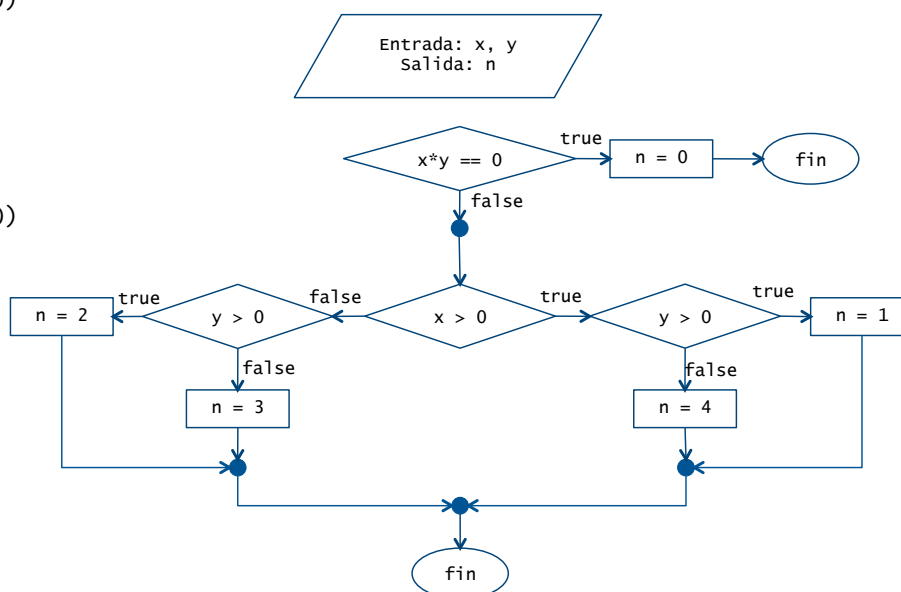 ))
Entrada: x, y
Salida: n
true
x*y == 0
n = 0
fin
false
))
true
false
true
true
n = 2
y > 0
x > 0
y > 0
n = 1
false
false
n = 3
n = 4
fin